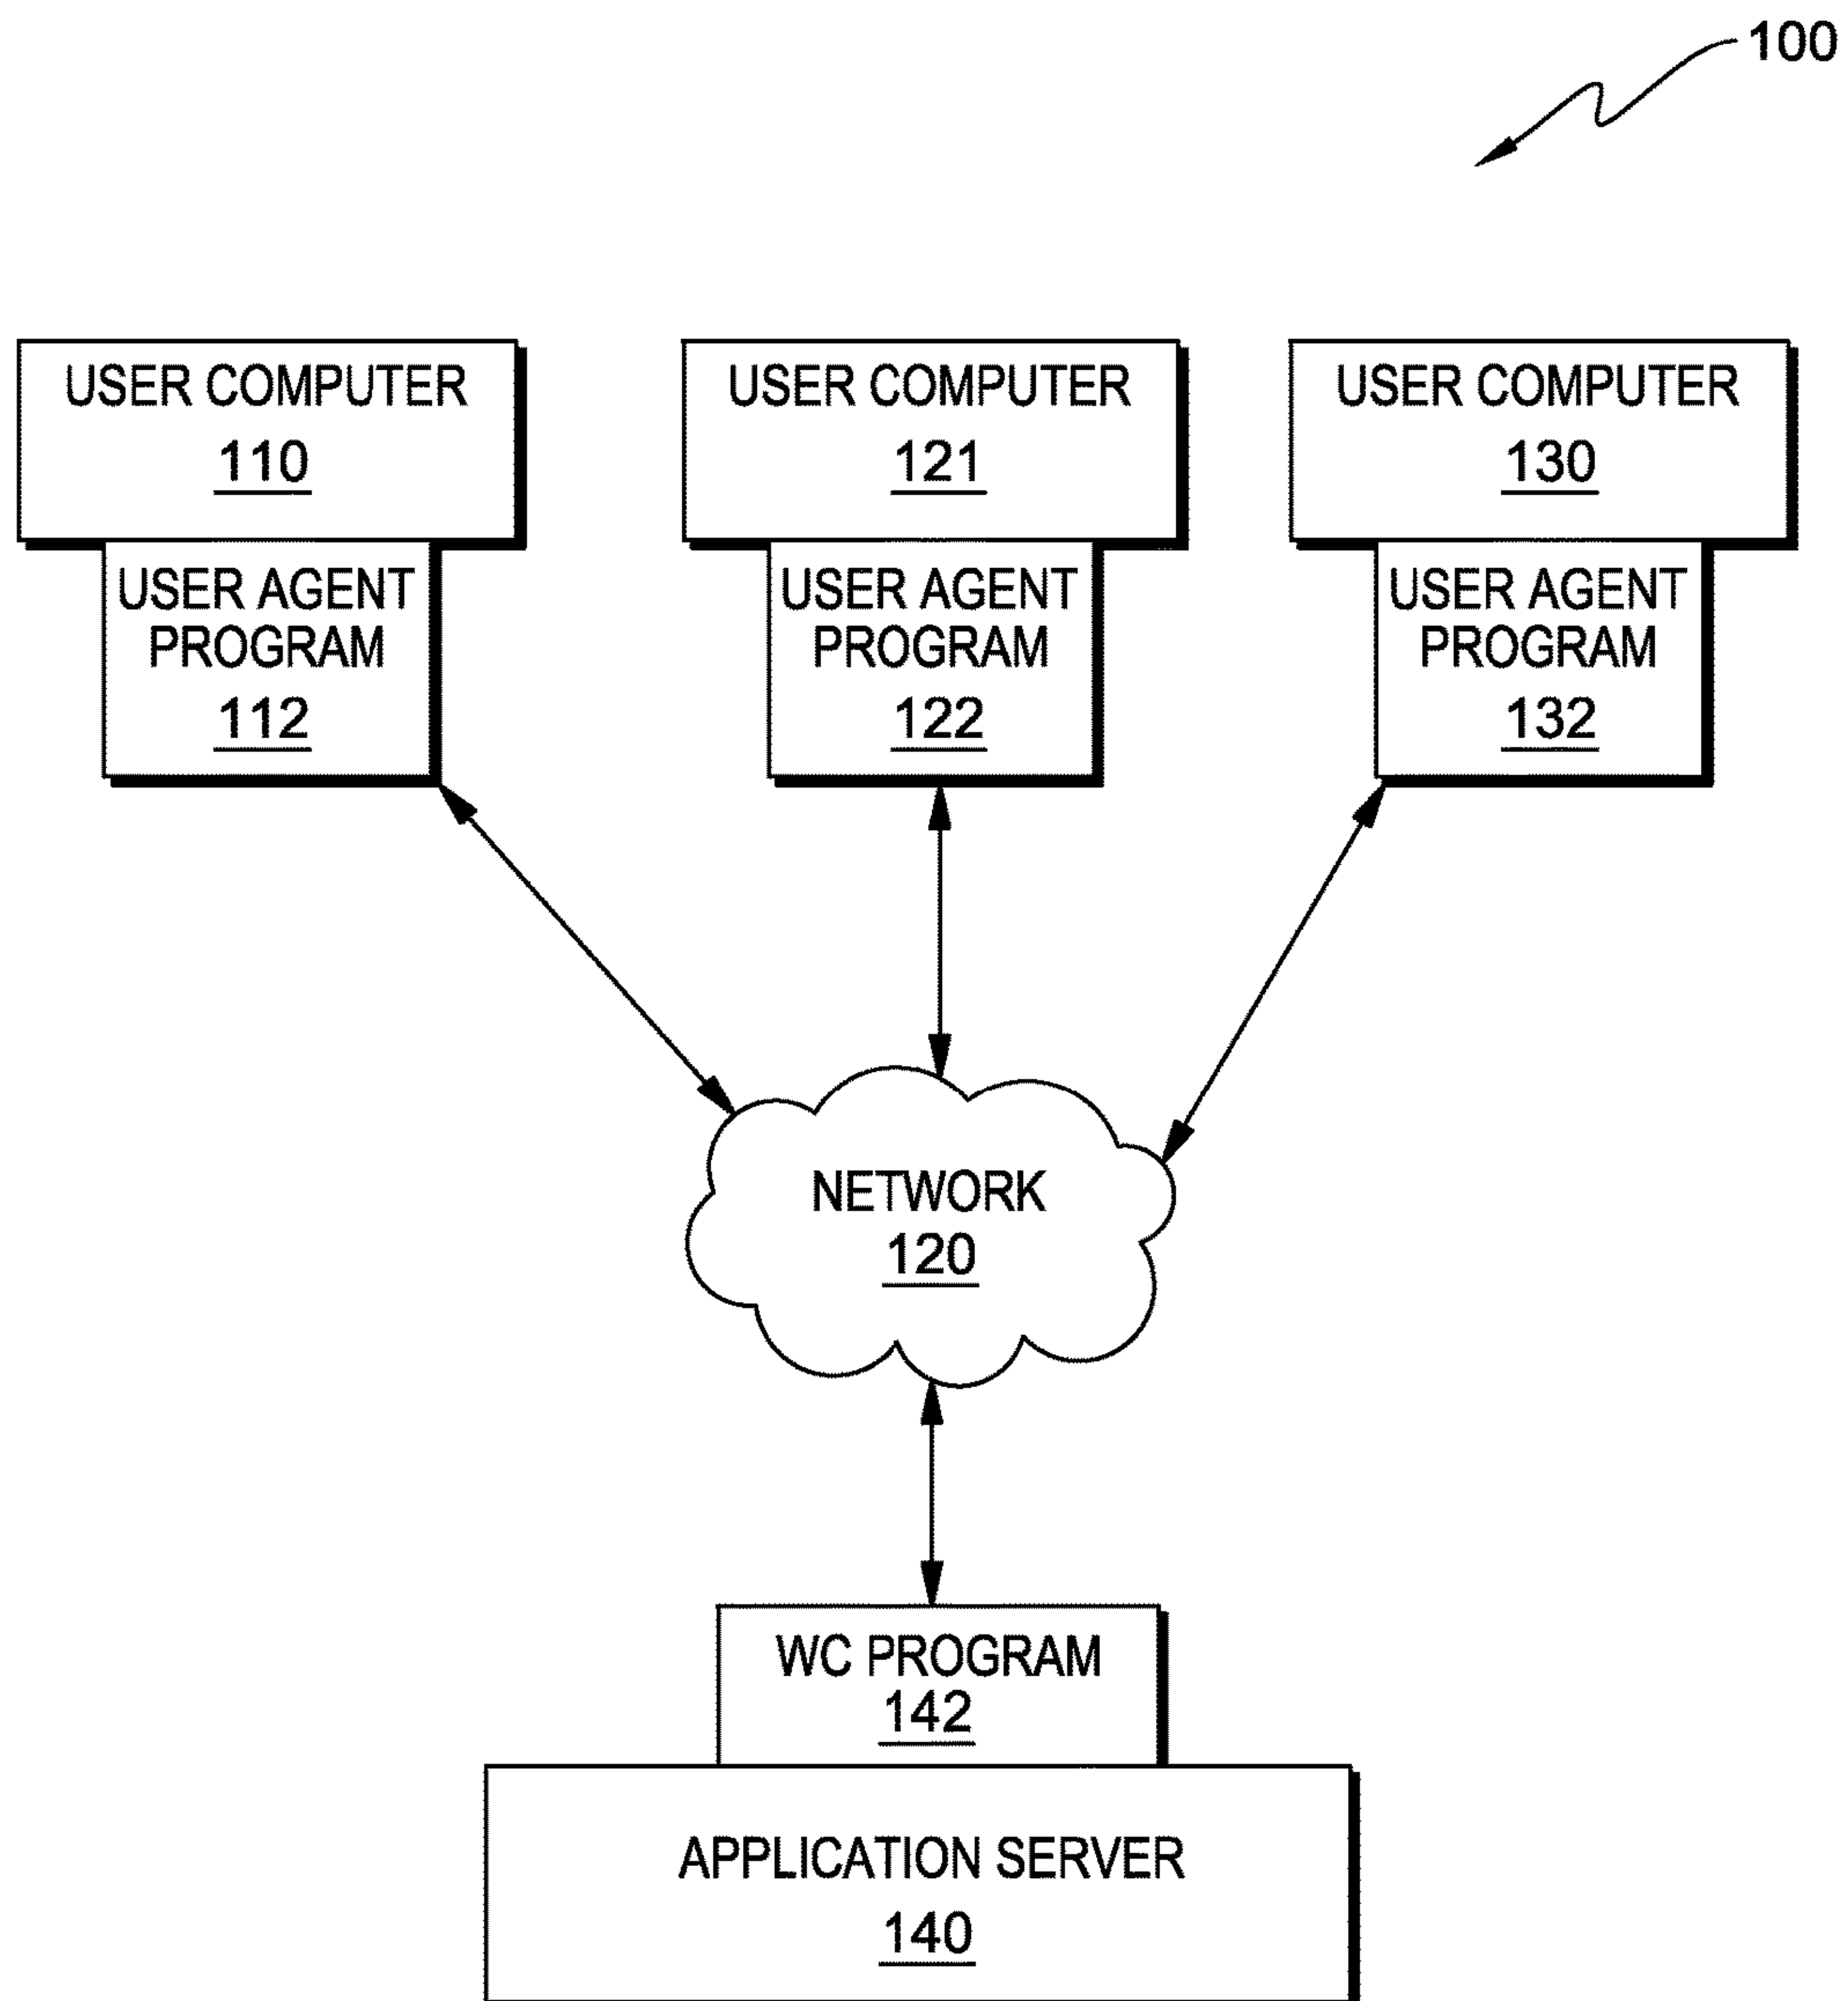 100
USER COMPUTER
110
USER AGENT
PROGRAM
112
USER COMPUTER
121
USER AGENT
PROGRAM
122
USER COMPUTER
130
USER AGENT
PROGRAM
132
NETWORK
120
WC PROGRAM
142
APPLICATION SERVER
140